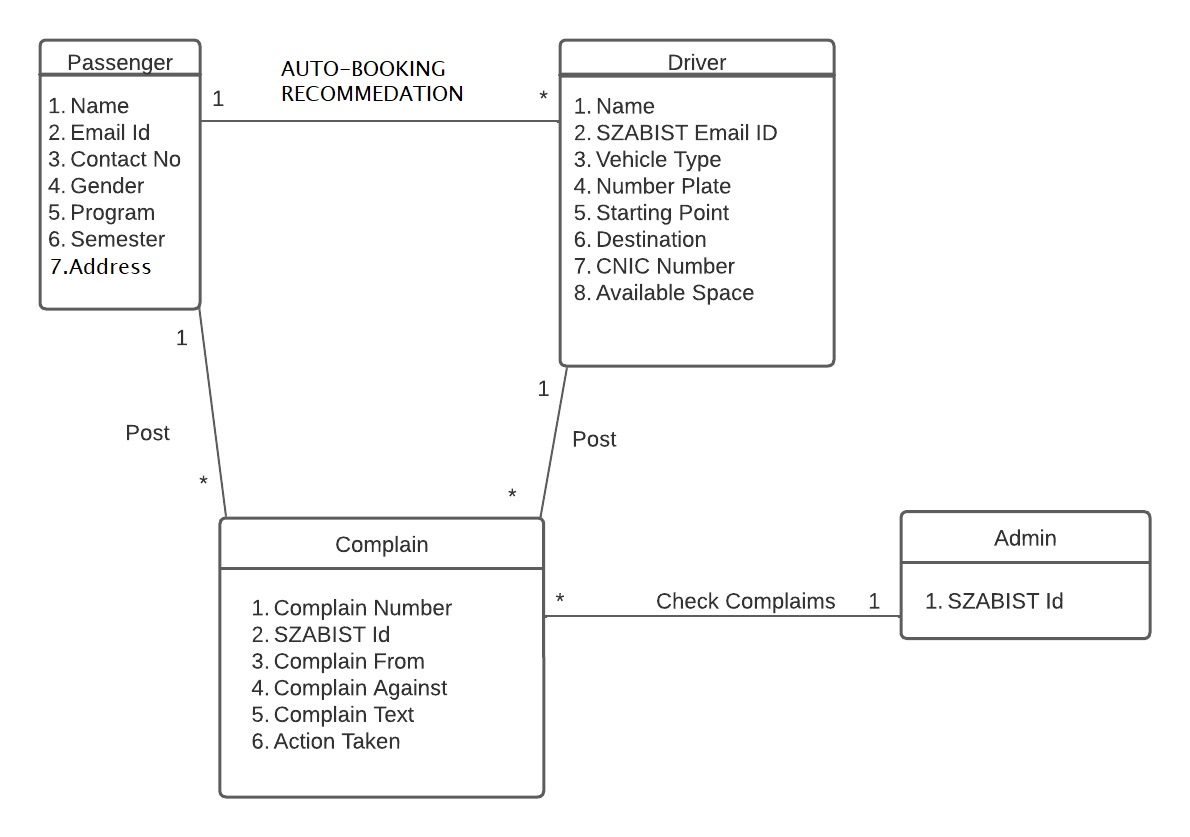 Passenger
1. Name
2. Email Id
3. Contact No
4. Gender
5. Program
6. Semester
7.Address
1
AUTO-BOOKING
RECOMMEDATION
*
Driver
1. Name
2. SZABIST Email ID
3. Vehicle Type
4. Number Plate
5. Starting Point
6. Destination
7. CNIC Number
8. Available Space
1
Post
*
1
Post
*
Complain
1. Complain Number
2. SZABIST Id
3. Complain From
4. Complain Against
5. Complain Text
6. Action Taken
*
Check Complaims
1
Admin
1. SZABIST Id